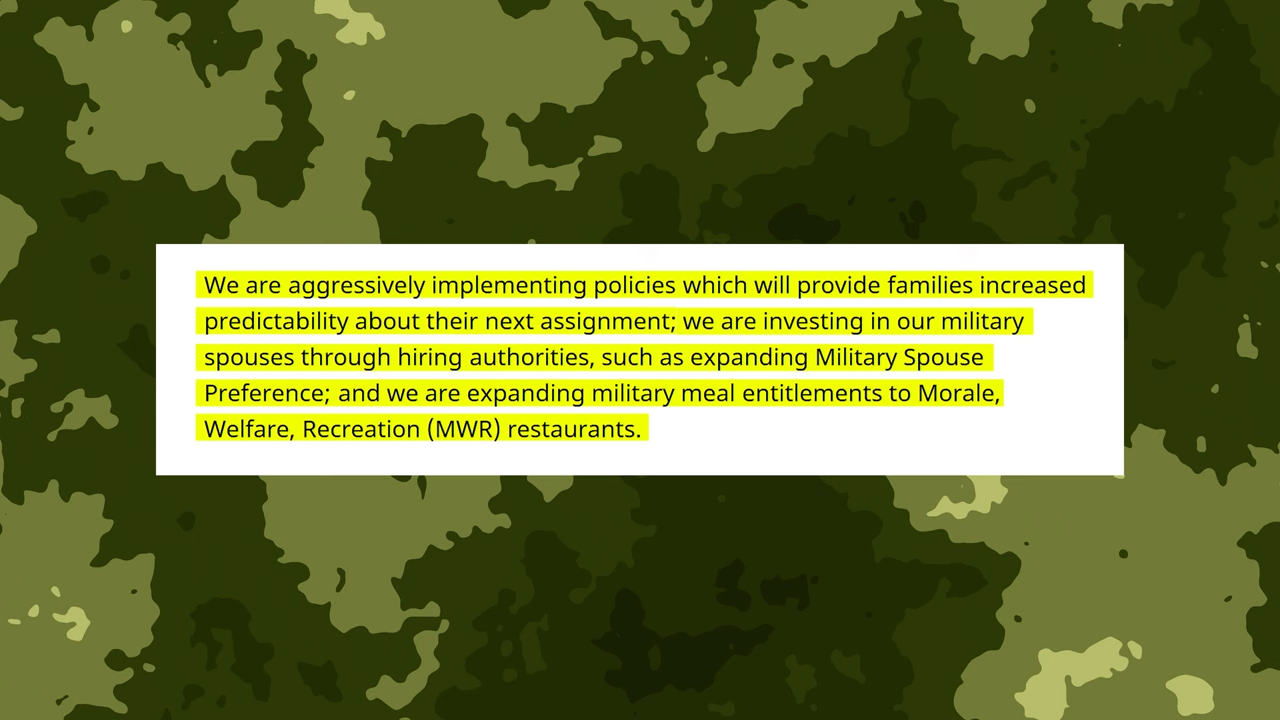 We are aggressively implementing policies which will provide families increased
predictability about their next assignment; we are investing in our military
spouses through hiring authorities, such as expanding Military Spouse
Preference; and we are expanding military meal entitlements to Morale,
Welfare, Recreation (MWR) restaurants.